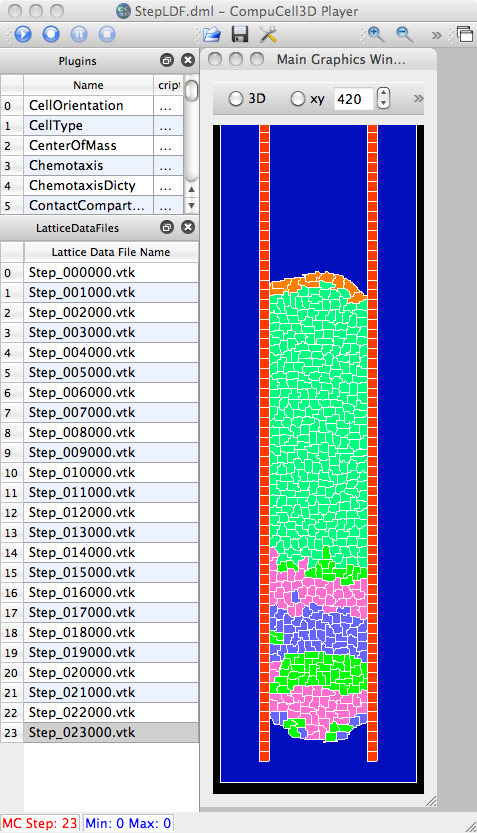 StepLDF.dml - CompuCell3D Player
»
Plugins
Name cript
0 CellOrientation ...
1 CellType ...
2 CenterOfMass ...
3 Chemotaxis ...
4 ChemotaxisDicty ...
5 ContactCompart... ...
LatticeDataFiles
Lattice Data File Name
0 Step_000000.vtk
1 Step_001000.vtk
2 Step_002000.vtk
3 Step_003000.vtk
4 Step_004000.vtk
5 Step_005000.vtk
6 Step_006000.vtk
7 Step_007000.vtk
8 Step_008000.vtk
9 Step_009000.vtk
10 Step_010000.vtk
11 Step_011000.vtk
12 Step_012000.vtk
13 Step_013000.vtk
14 Step_014000.vtk
15 Step_015000.vtk
16 Step_016000.vtk
17 Step_017000.vtk
18 Step_018000.vtk
19 Step_019000.vtk
20 Step_020000.vtk
21 Step_021000.vtk
22 Step_022000.vtk
23 Step_023000.vtk
MC Step: 23 Min: 0 Max: 0
Main Graphics Win...
3D xy 420 »